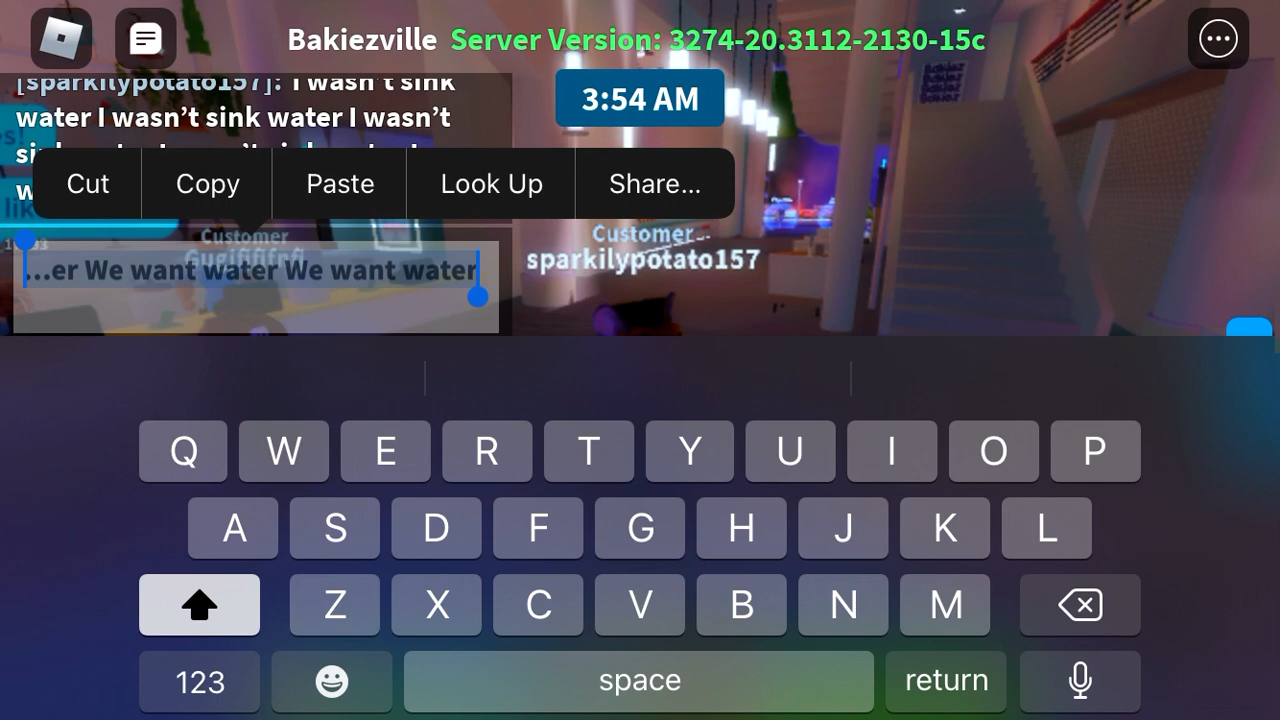 Bakiezville Server Version: 3274-20.3112-2130-15c
[sparkilypotato157]: I wasn't sink
water I wasn't sink water I wasn't
3:54 AM
Cut Copy Paste Look Up Share...
Customer
Customer
sparkilypotato157
...er We want water We want water
Q W E R T Y U I O P
A S D F G H J K L
Z X C V B N M
123 space return